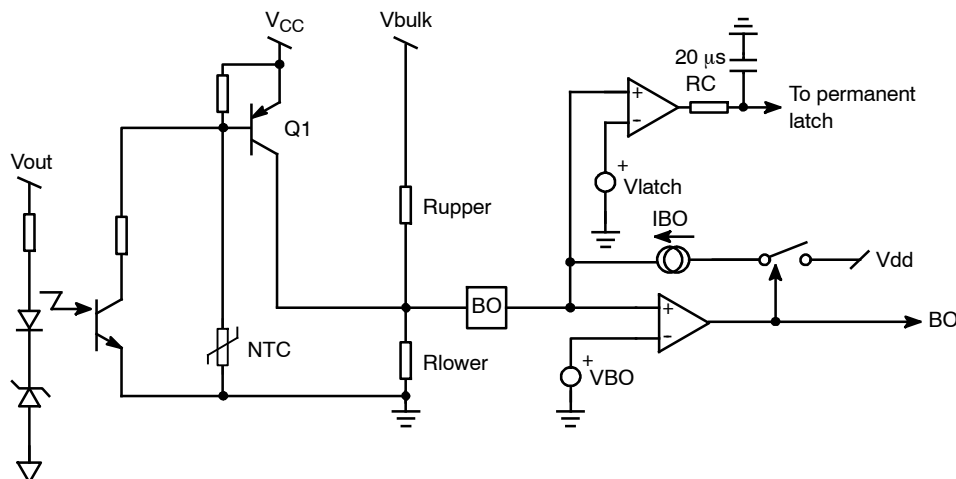 VCC
Vbulk
20 μs
RC
+
-
To permanent
latch
Q1
Vout
+
Vlatch
Rupper
IBO
Vdd
BO
+
-
BO
NTC
Rlower
+
VBO